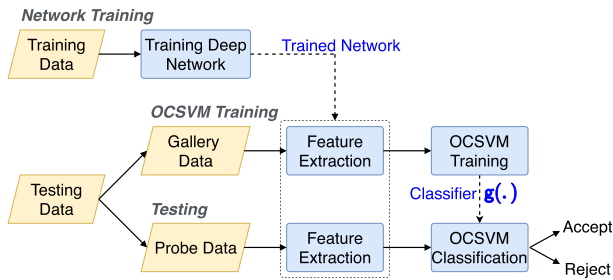 Network Training
Training
Data
Training Deep
Network
Trained Network
OCSVM Training
Gallery
Data
Feature
Extraction
OCSVM
Training
Testing
Data
Classifier g(.)
Testing
Probe Data
Feature
Extraction
OCSVM
Classification
Accept
Reject